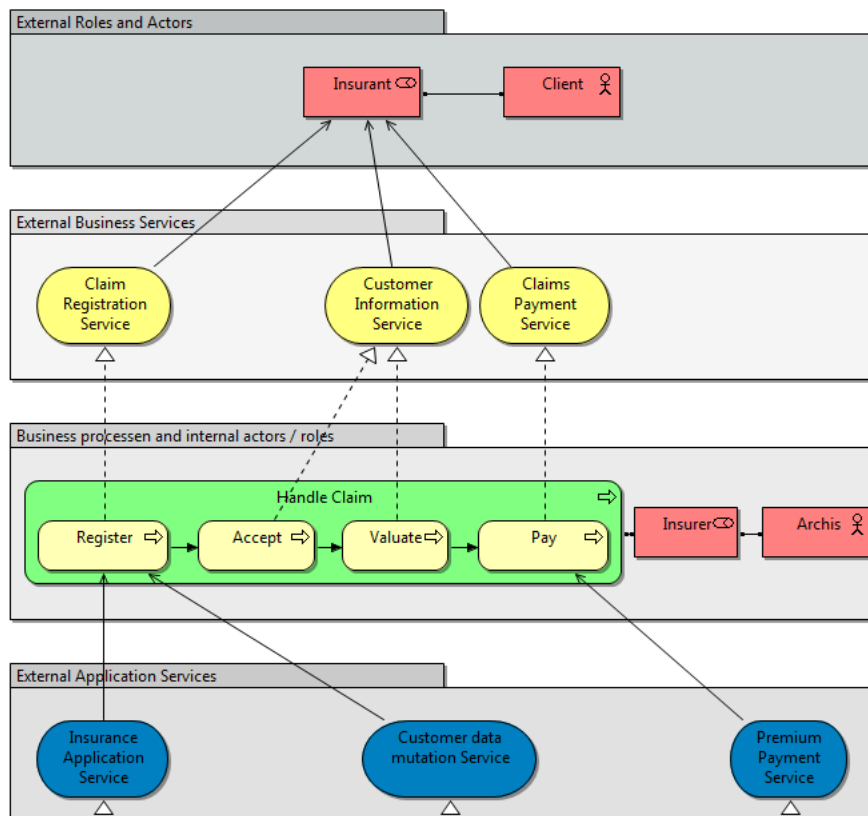 External Roles and Actors
Insurant
Client
External Business Services
Claim
Registration
Service
Customer
Information
Service
Claims
Payment
Service
Business processen and internal actors / roles
Handle Claim
Register
Accept
Valuate
Pay
Insurer
Archis
External Application Services
Insurance
Application
Service
Customer data
mutation Service
Premium
Payment
Service